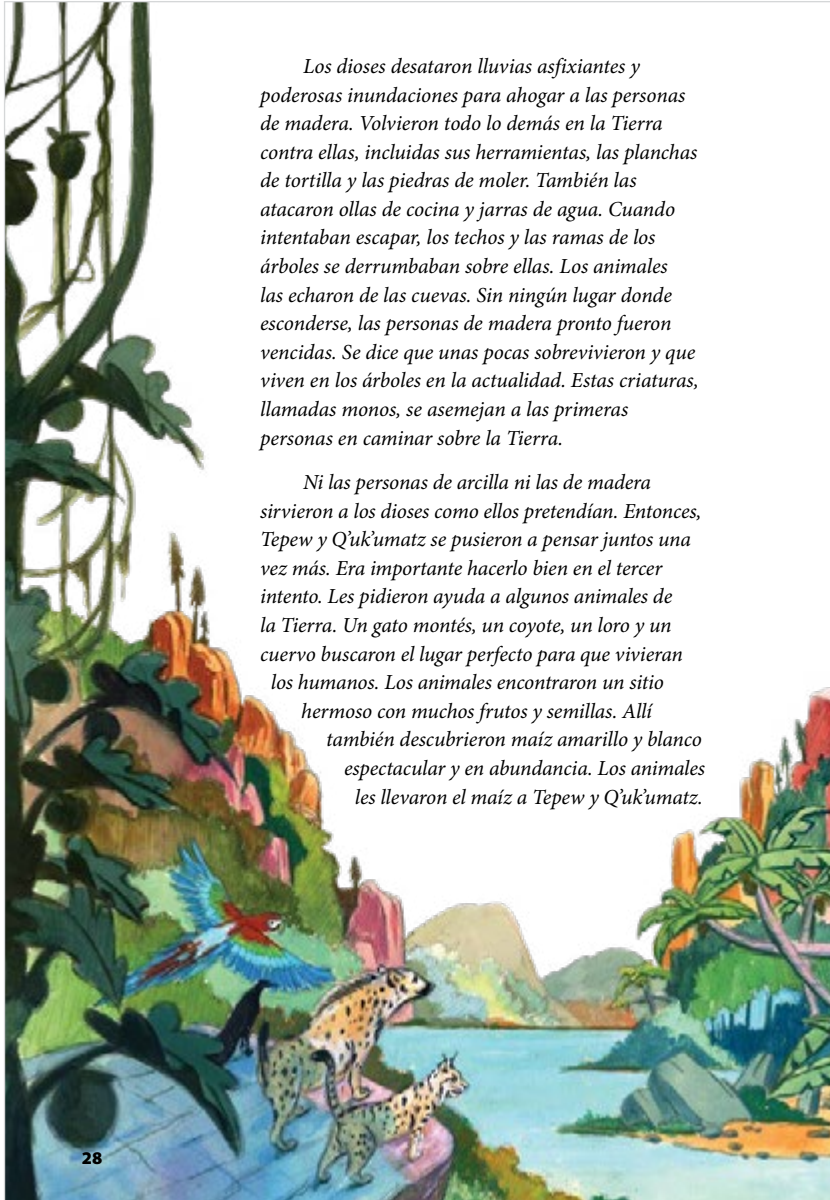 Los dioses desataron lluvias asfixiantes y
poderosas inundaciones para ahogar a las personas
de madera. Volvieron todo lo demás en la Tierra
contra ellas, incluidas sus herramientas, las planchas
de tortilla y las piedras de moler. También las
atacaron ollas de cocina y jarras de agua. Cuando
intentaban escapar, los techos y las ramas de los
árboles se derrumbaban sobre ellas. Los animales
las echaron de las cuevas. Sin ningún lugar donde
esconderse, las personas de madera pronto fueron
vencidas. Se dice que unas pocas sobrevivieron y que
viven en los árboles en la actualidad. Estas criaturas,
llamadas monos, se asemejan a las primeras
personas en caminar sobre la Tierra.
Ni las personas de arcilla ni las de madera
sirvieron a los dioses como ellos pretendían. Entonces,
Tepew y Q’uk’umatz se pusieron a pensar juntos una
vez más. Era importante hacerlo bien en el tercer
intento. Les pidieron ayuda a algunos animales de
la Tierra. Un gato montés, un coyote, un loro y un
cuervo buscaron el lugar perfecto para que vivieran
los humanos. Los animales encontraron un sitio
hermoso con muchos frutos y semillas. Allí
también descubrieron maíz amarillo y blanco
espectacular y en abundancia. Los animales
les llevaron el maíz a Tepew y Q’uk’umatz.
28